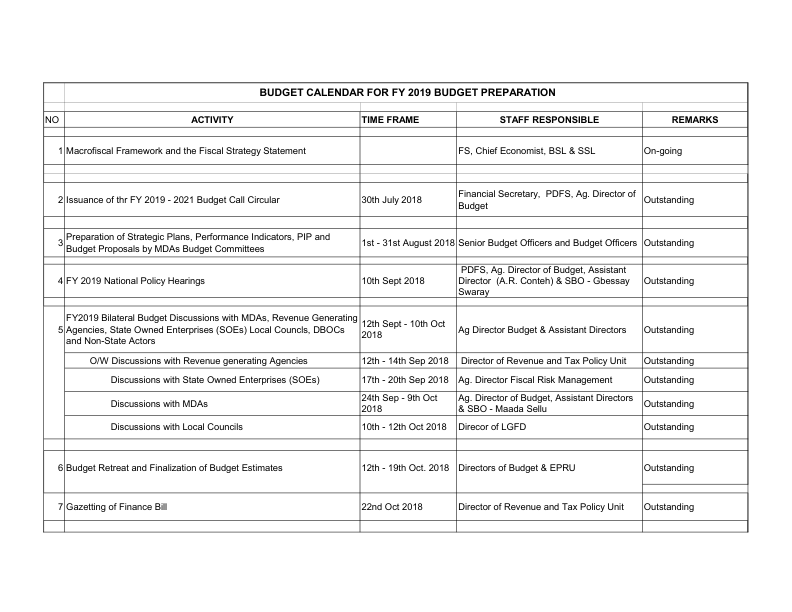 BUDGET CALENDAR FOR FY 2019 BUDGET PREPARATION
NO ACTIVITY TIME FRAME STAFF RESPONSIBLE REMARKS
1 Macrofiscal Framework and the Fiscal Strategy Statement FS, Chief Economist, BSL & SSL On-going
2 Issuance of thr FY 2019 - 2021 Budget Call Circular 30th July 2018 Financial Secretary, PDFS, Ag. Director of
Budget Outstanding
3 Preparation of Strategic Plans, Performance Indicators, PIP and
Budget Proposals by MDAs Budget Committees 1st - 31st August 2018 Senior Budget Officers and Budget Officers Outstanding
4 FY 2019 National Policy Hearings 10th Sept 2018 PDFS, Ag. Director of Budget, Assistant
Director (A.R. Conteh) & SBO - Gbessay
Swaray Outstanding
5 FY2019 Bilateral Budget Discussions with MDAs, Revenue Generating
Agencies, State Owned Enterprises (SOEs) Local Councls, DBOCs
and Non-State Actors 12th Sept - 10th Oct
2018 Ag Director Budget & Assistant Directors Outstanding
O/W Discussions with Revenue generating Agencies 12th - 14th Sep 2018 Director of Revenue and Tax Policy Unit Outstanding
Discussions with State Owned Enterprises (SOEs) 17th - 20th Sep 2018 Ag. Director Fiscal Risk Management Outstanding
Discussions with MDAs 24th Sep - 9th Oct
2018 Ag. Director of Budget, Assistant Directors
& SBO - Maada Sellu Outstanding
Discussions with Local Councils 10th - 12th Oct 2018 Direcor of LGFD Outstanding
6 Budget Retreat and Finalization of Budget Estimates 12th - 19th Oct. 2018 Directors of Budget & EPRU Outstanding
7 Gazetting of Finance Bill 22nd Oct 2018 Director of Revenue and Tax Policy Unit Outstanding